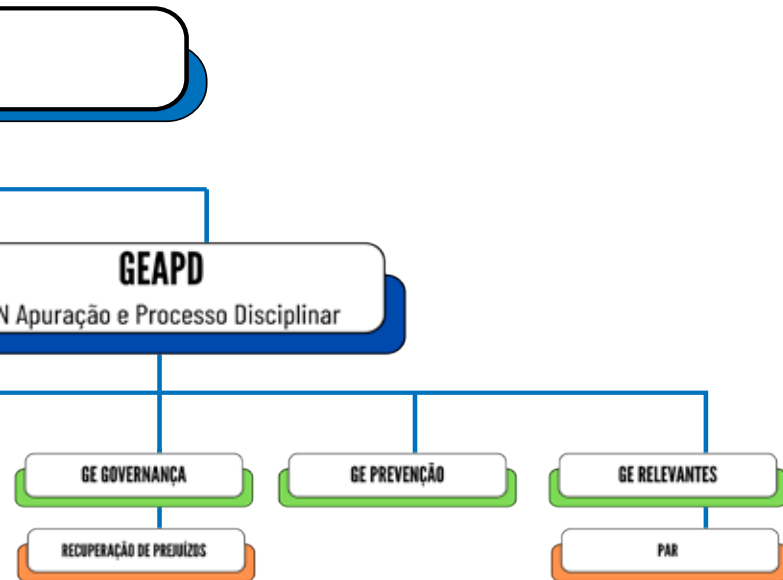 GEAPD
N Apuração e Processo Disciplinar
GE GOVERNANÇA
GE PREVENÇÃO
GE RELEVANTES
RECUPERAÇÃO DE PREJUÍZOS
PAR